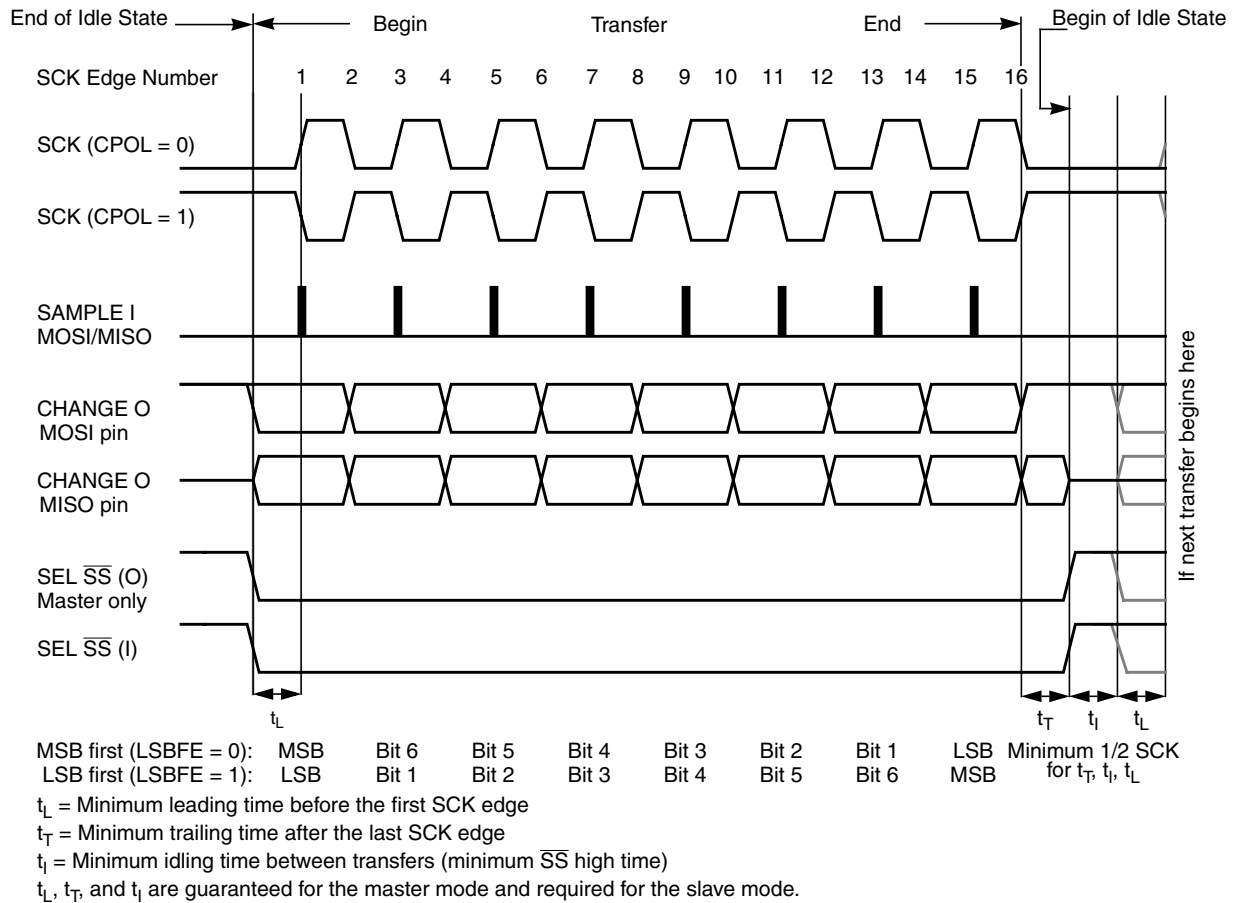 End of Idle State
Begin
Transfer
End
Begin of Idle State
SCK Edge Number
1 2 3 4 5 6 7 8 9 10 11 12 13 14 15 16
SCK (CPOL = 0)
SCK (CPOL = 1)
SAMPLE I
MOSI/MISO
CHANGE O
MOSI pin
CHANGE O
MISO pin
SEL S̅S̅ (O)
Master only
SEL S̅S̅ (I)
If next transfer begins here
tL
tT
tI
tL
MSB first (LSBFE = 0): MSB Bit 6 Bit 5 Bit 4 Bit 3 Bit 2 Bit 1 LSB
LSB first (LSBFE = 1): LSB Bit 1 Bit 2 Bit 3 Bit 4 Bit 5 Bit 6 MSB
Minimum 1/2 SCK
for tT, tI, tL
tL = Minimum leading time before the first SCK edge
tT = Minimum trailing time after the last SCK edge
tI = Minimum idling time between transfers (minimum S̅S̅ high time)
tL, tT, and tI are guaranteed for the master mode and required for the slave mode.